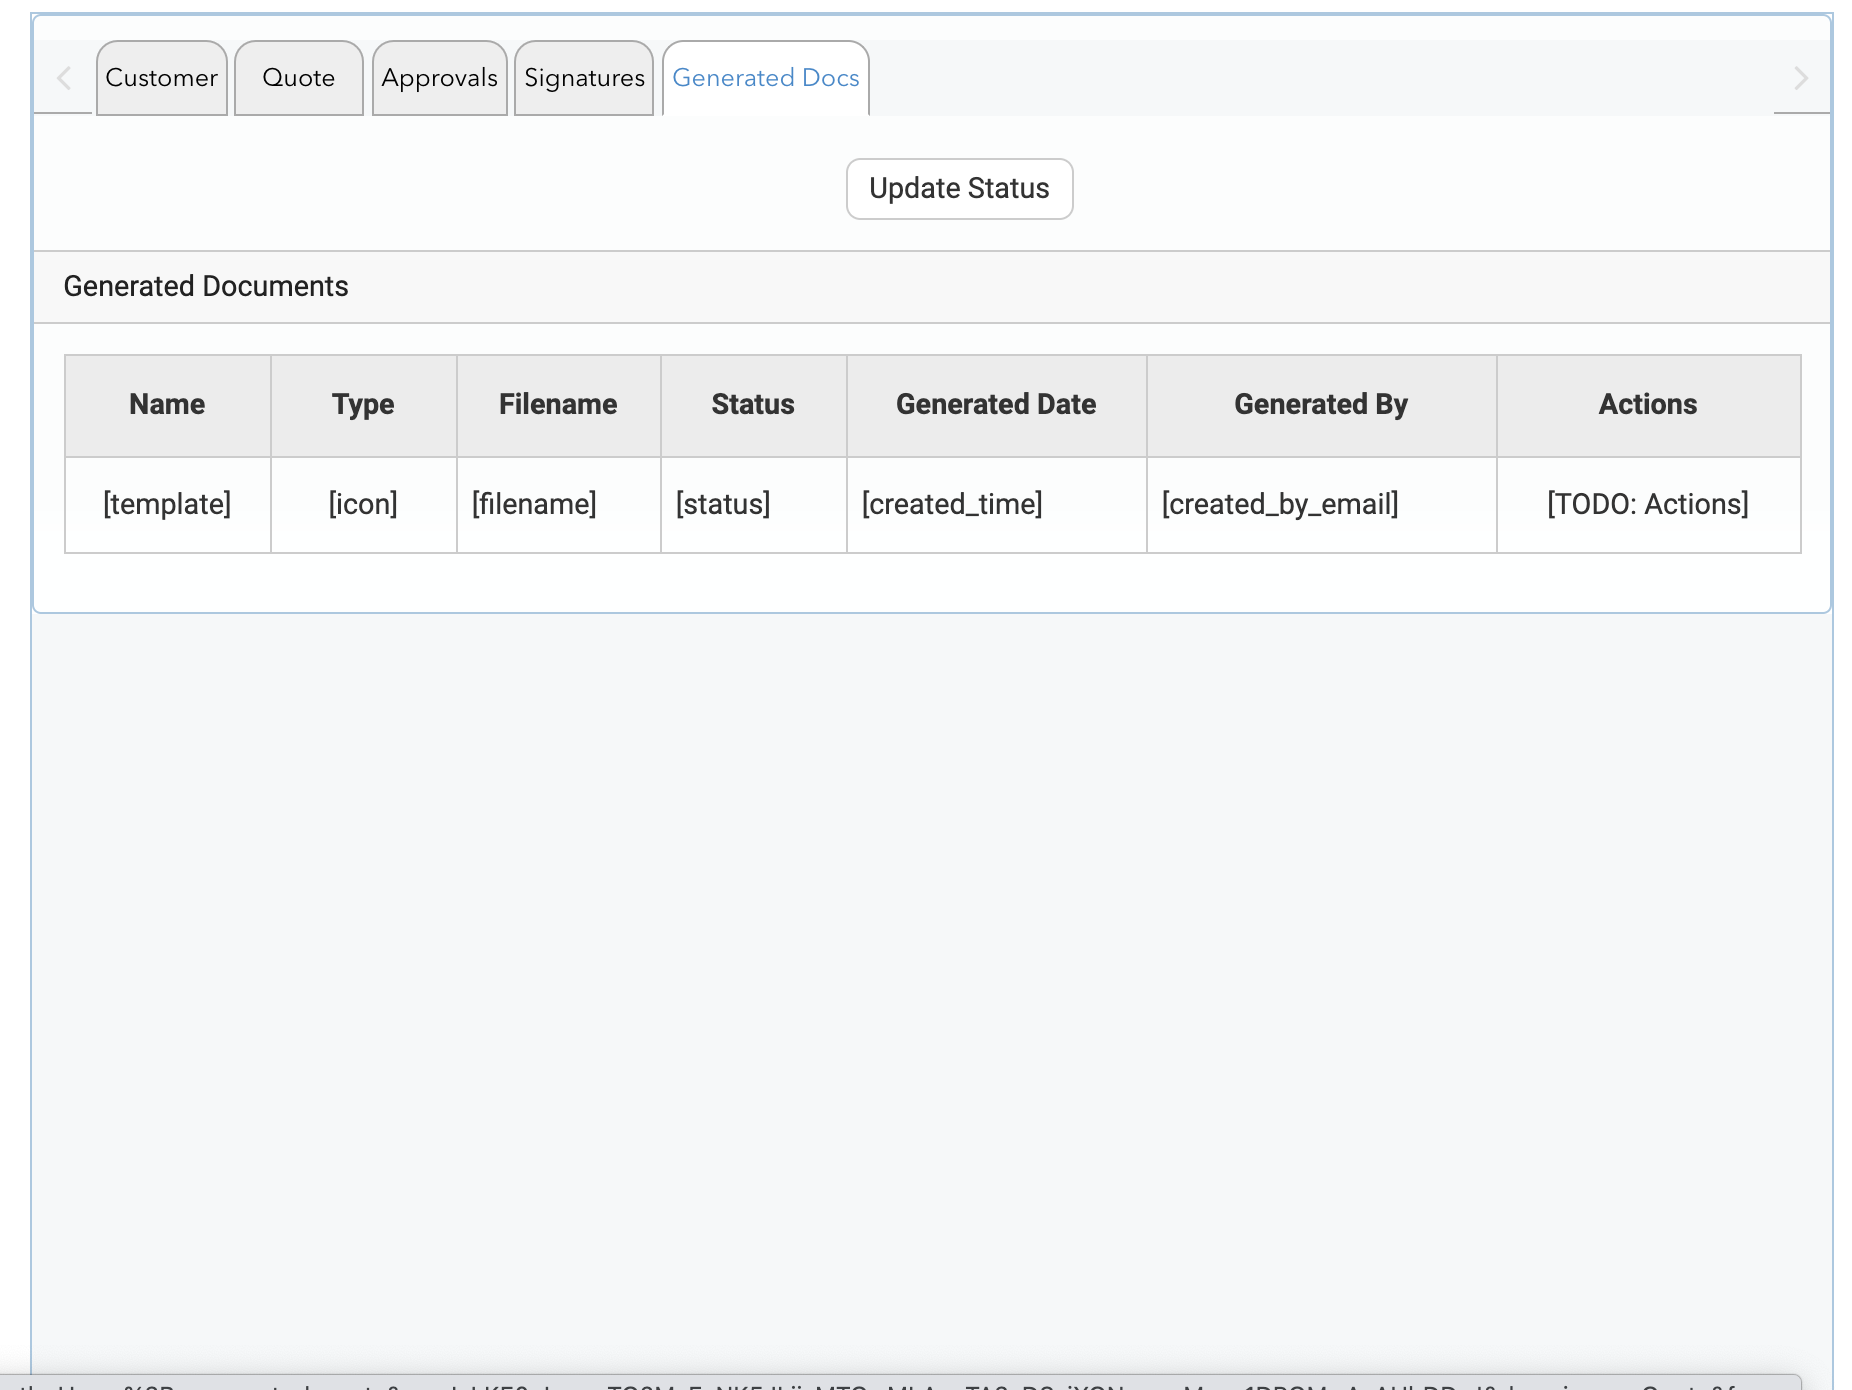 Customer Quote Approvals Signatures Generated Docs
Update Status
Generated Documents
Name Type Filename Status Generated Date Generated By Actions
[template] [icon] [filename] [status] [created_time] [created_by_email] [TODO: Actions]